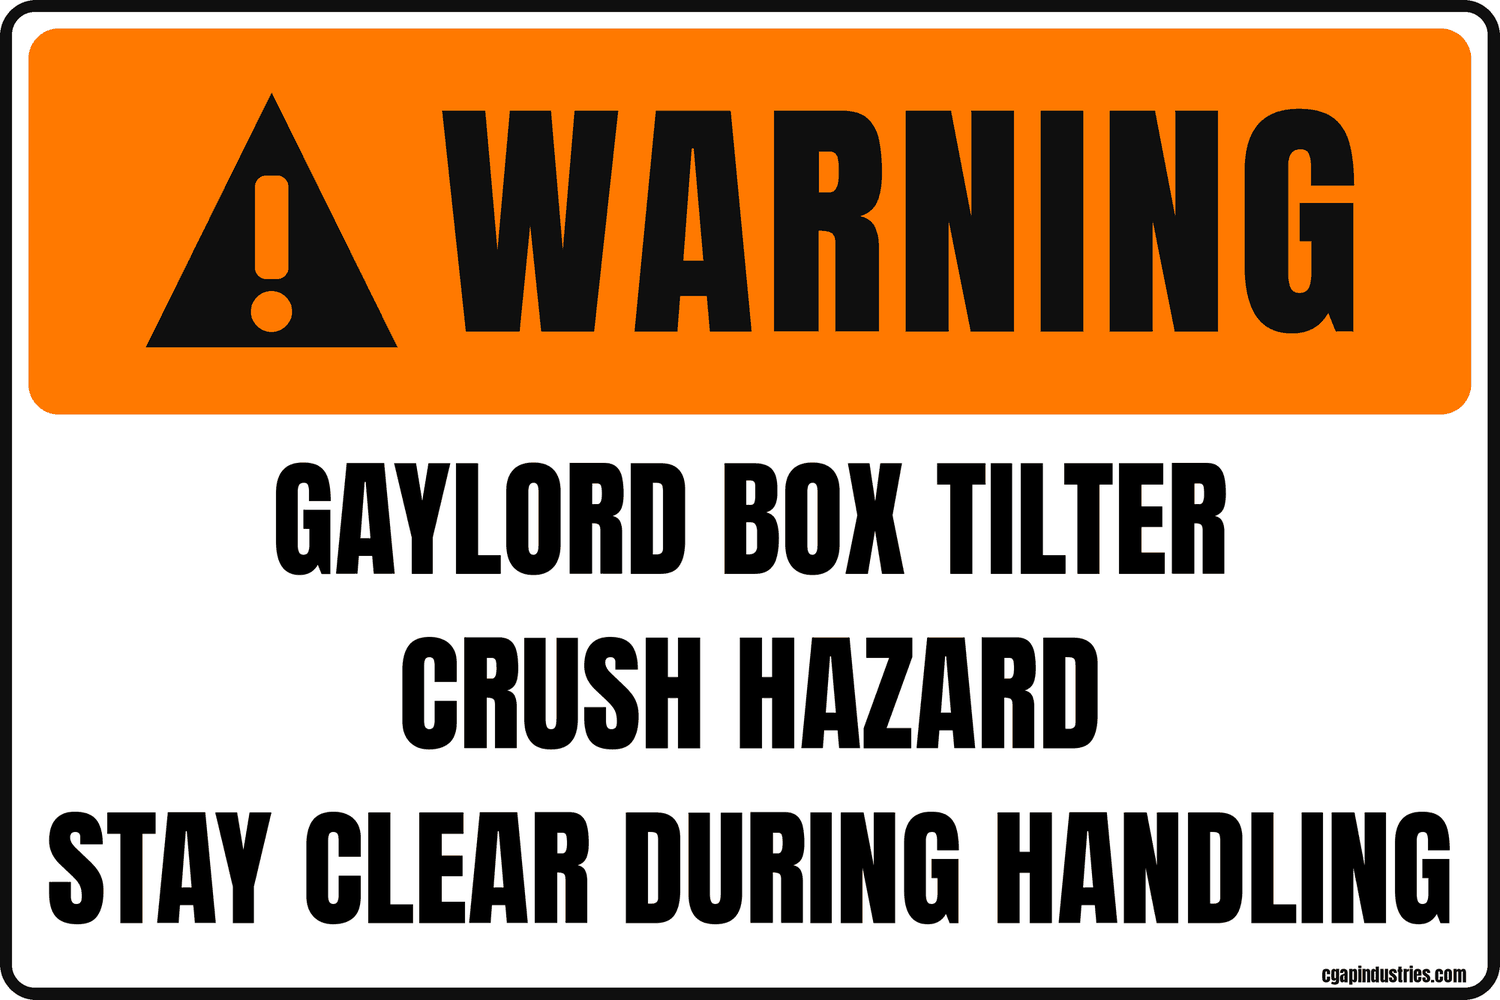 WARNING
GAYLORD BOX TILTER
CRUSH HAZARD
STAY CLEAR DURING HANDLING
cgapindustries.com